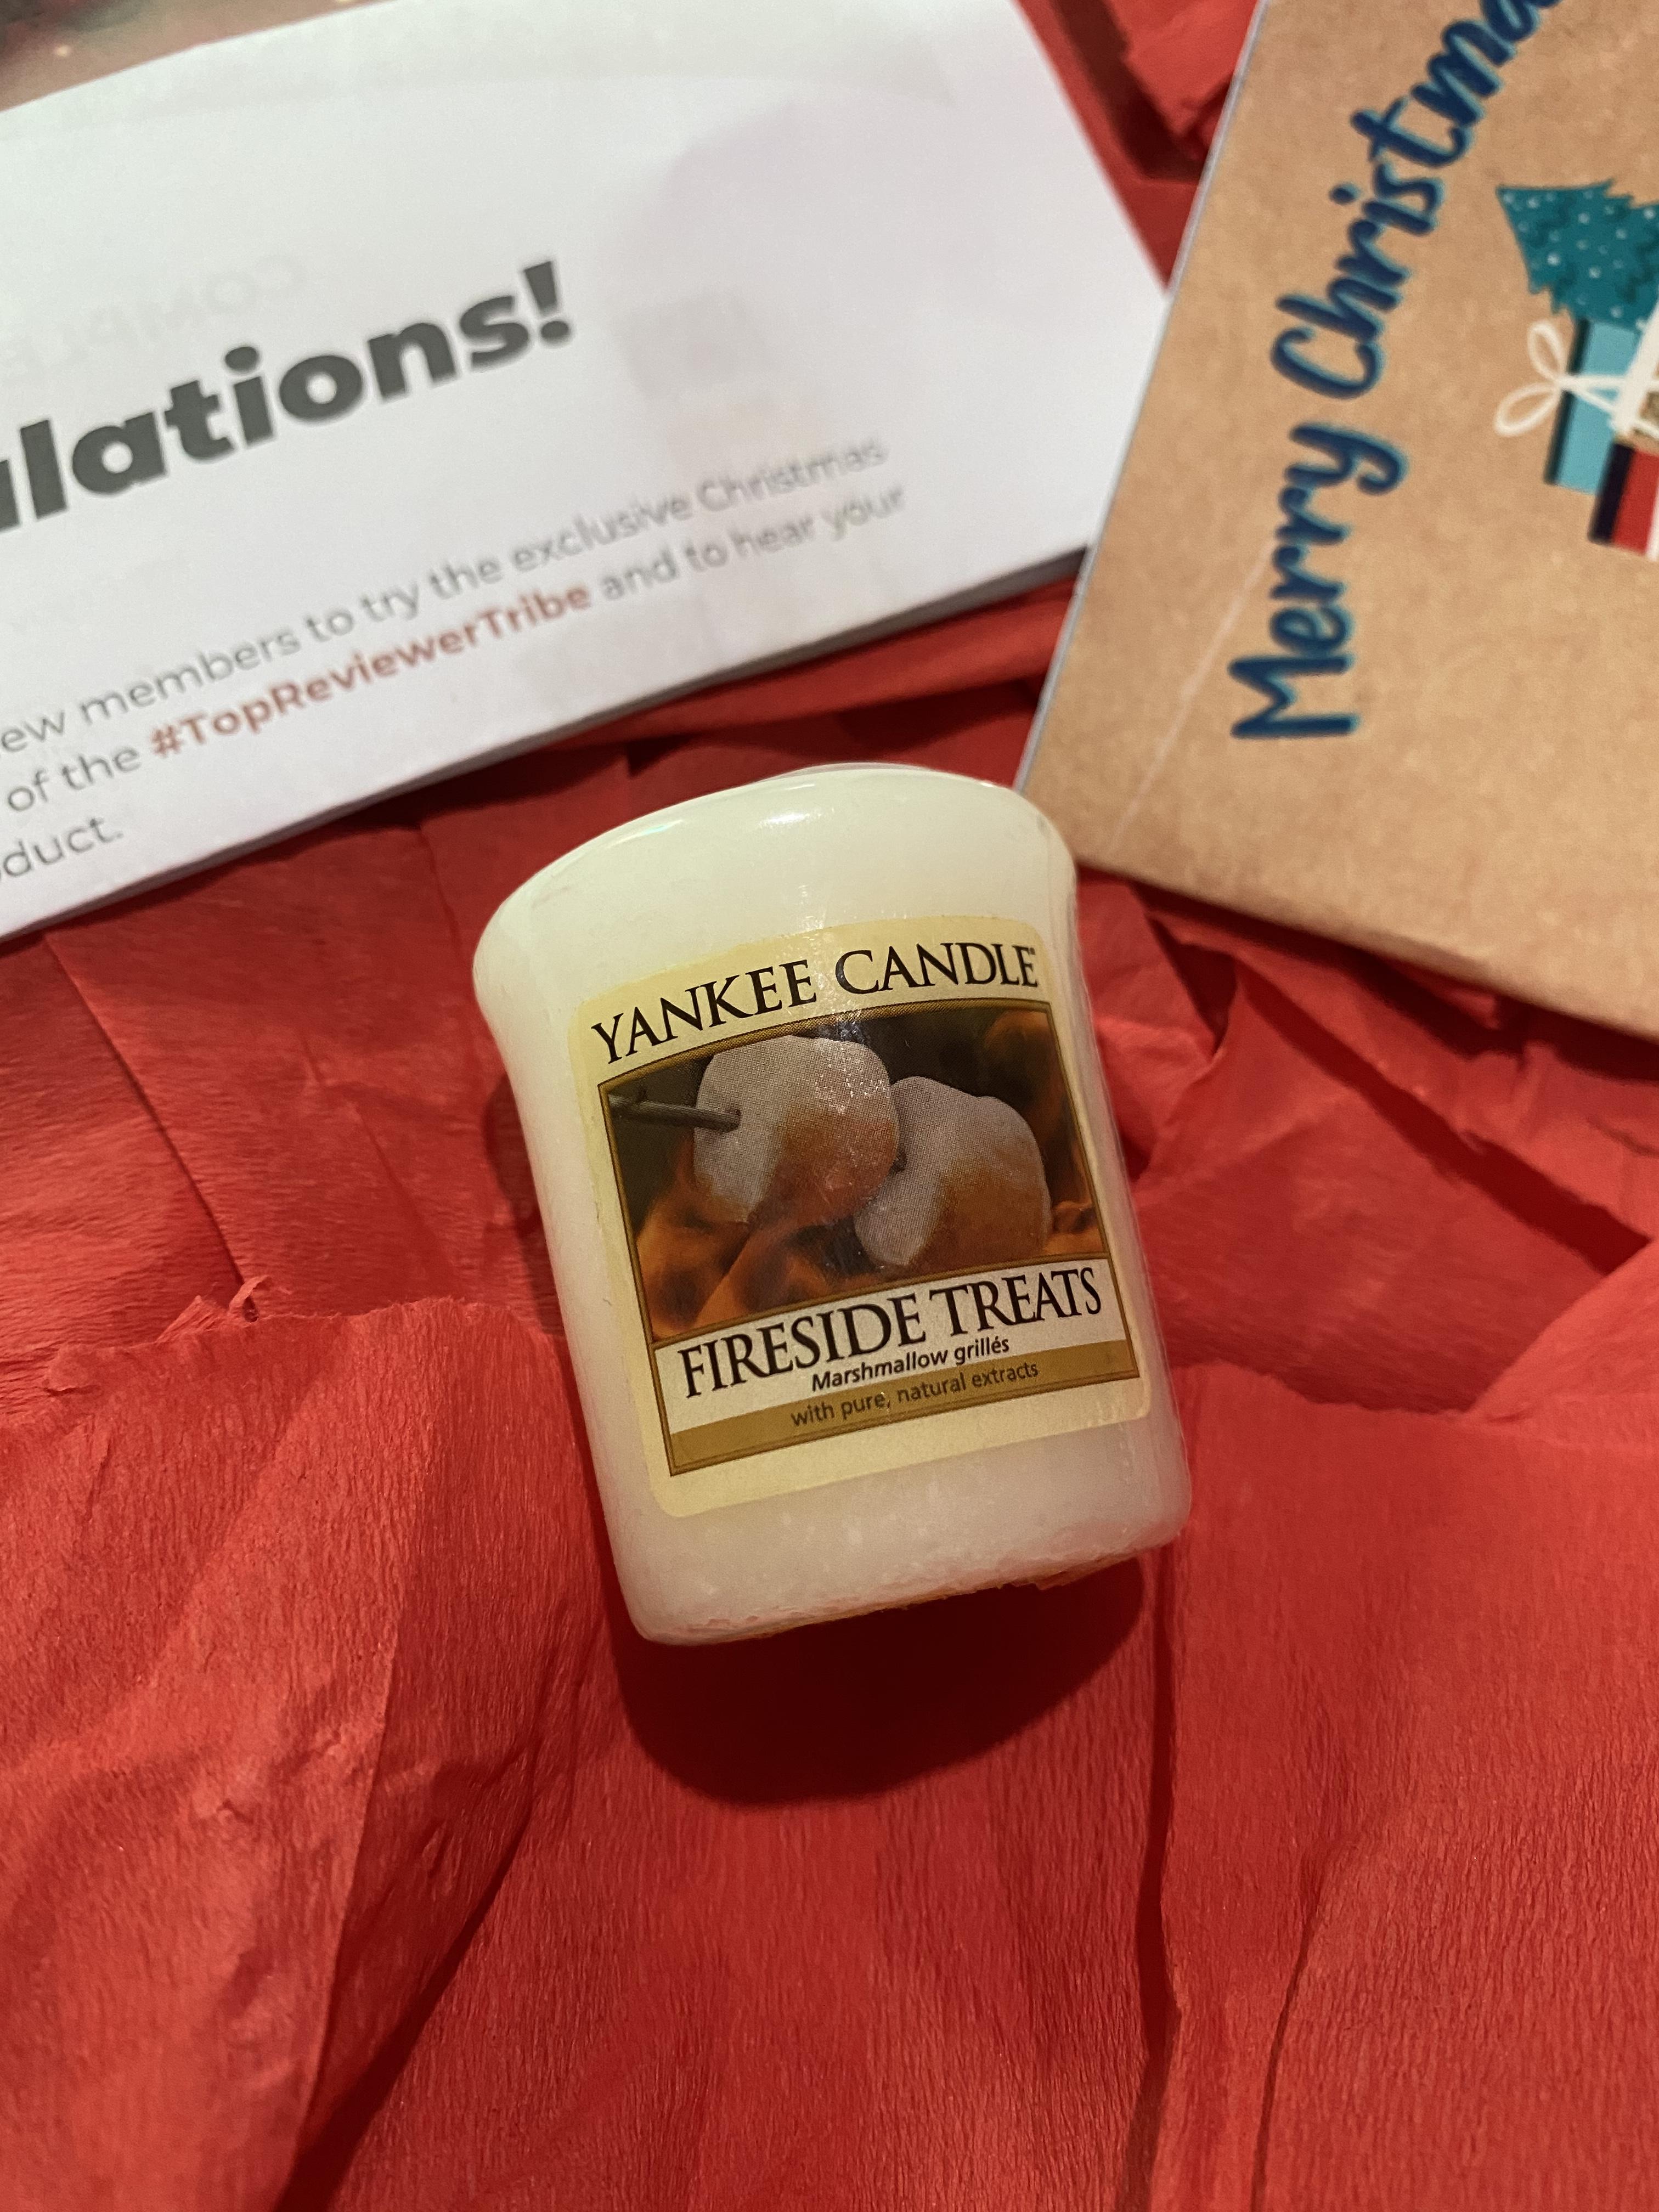 lations!
ew members to try the exclusive Christmas
of the #TopReviewerTribe and to hear your
duct.
Merry Christma
YANKEE CANDLE®
FIRESIDE TREATS
Marshmallow grillés
with pure, natural extracts